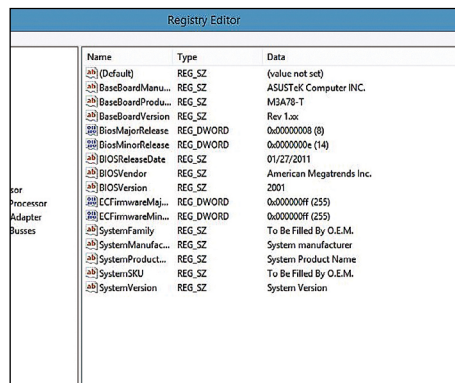 Registry Editor
Name Type Data
(Default) REG_SZ (value not set)
BaseBoardManu... REG_SZ ASUSTeK Computer INC.
BaseBoardProdu... REG_SZ M3A78-T
BaseBoardVersion REG_SZ Rev 1.xx
BiosMajorRelease REG_DWORD 0x00000008 (8)
BiosMinorRelease REG_DWORD 0x0000000e (14)
BIOSReleaseDate REG_SZ 01/27/2011
BIOSVendor REG_SZ American Megatrends Inc.
BIOSVersion REG_SZ 2001
sor
Processor ECFirmwareMaj... REG_DWORD 0x000000ff (255)
Adapter ECFirmwareMin... REG_DWORD 0x000000ff (255)
Busses SystemFamily REG_SZ To Be Filled By O.E.M.
SystemManufac... REG_SZ System manufacturer
SystemProduct... REG_SZ System Product Name
SystemSKU REG_SZ To Be Filled By O.E.M.
SystemVersion REG_SZ System Version